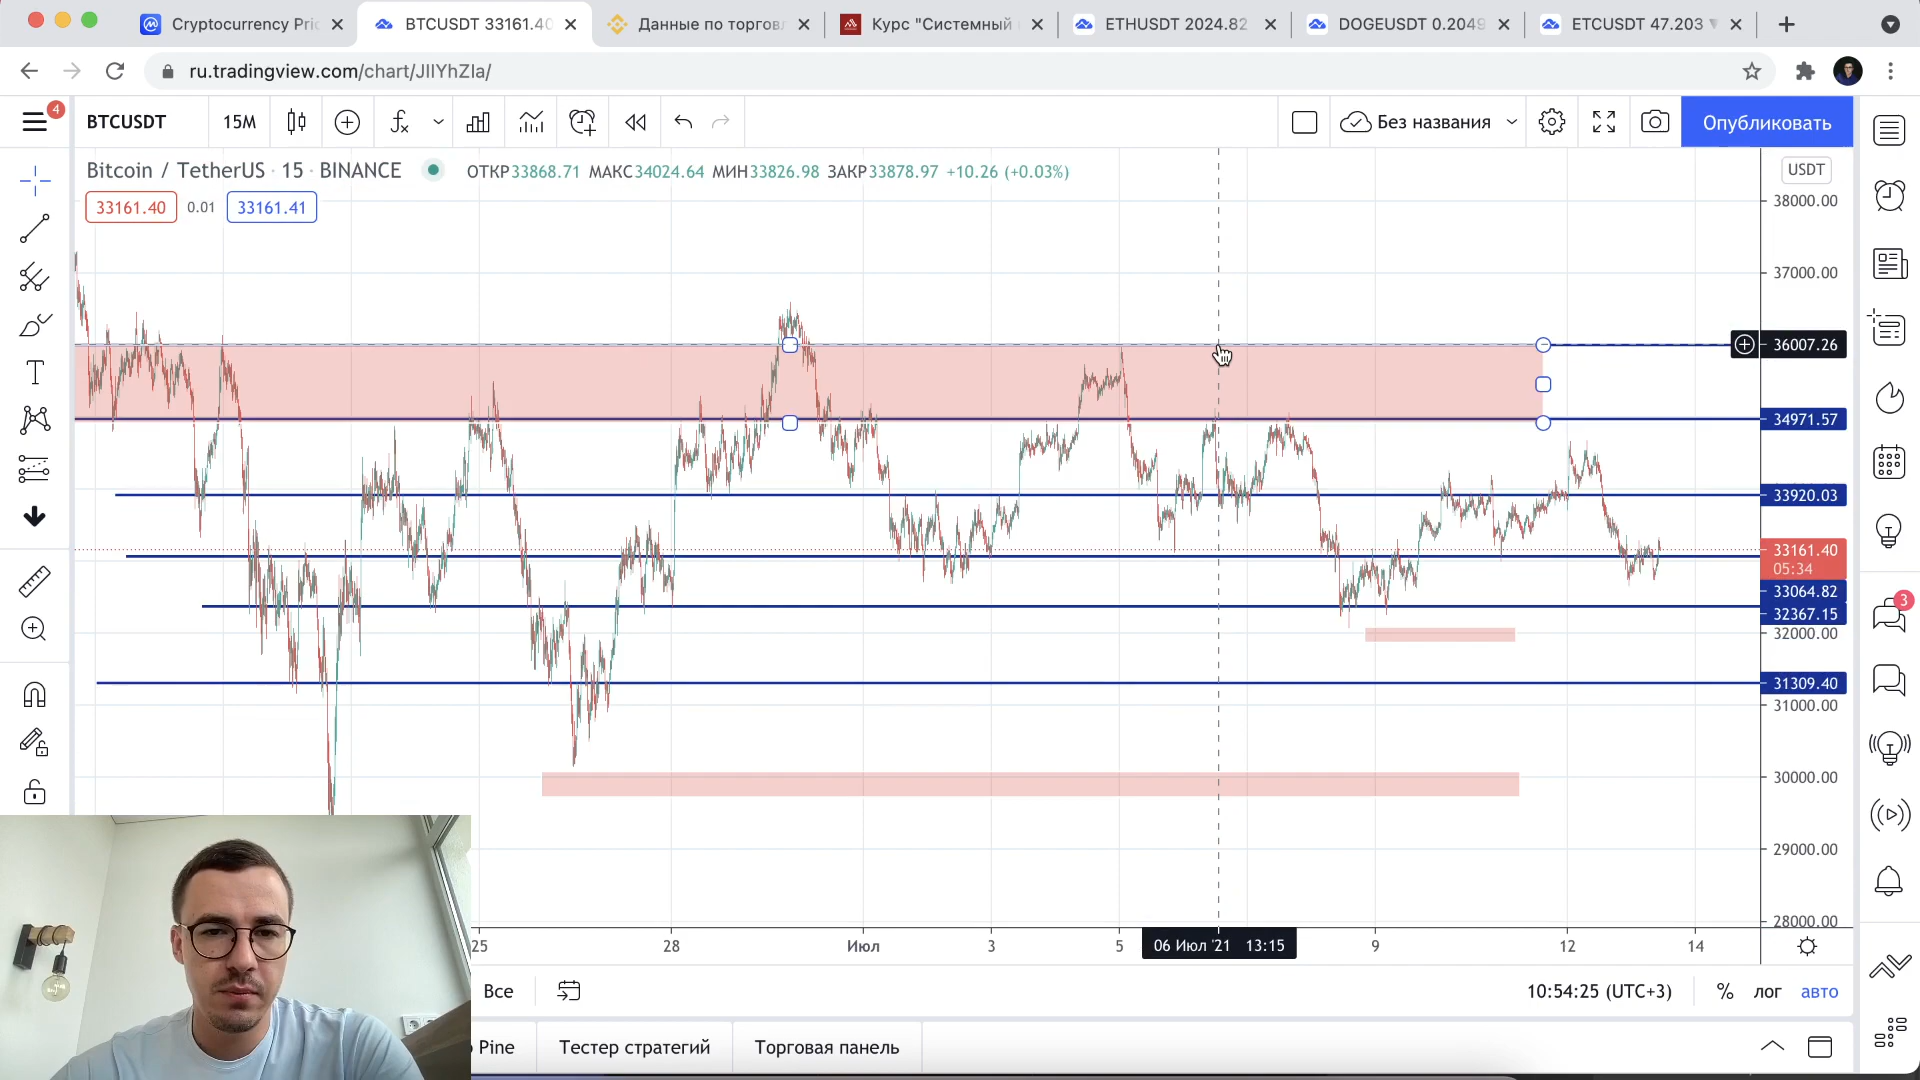 Cryptocurrency Pri
BTCUSDT 33161.40
Данные по торгов
Курс "Системный
ETHUSDT 2024.82
DOGEUSDT 0.2049
ETCUSDT 47.203 ▼
ru.tradingview.com/chart/JIlYhZla/
4
BTCUSDT
15М
Без названия
Опубликовать
Bitcoin / TetherUS · 15 · BINANCE
ОТКР33868.71 МАКС34024.64 МИН33826.98 ЗАКР33878.97 +10.26 (+0.03%)
USDT
33161.40
0.01
33161.41
38000.00
37000.00
36007.26
34971.57
33920.03
33161.40
05:34
33064.82
32367.15
32000.00
31309.40
31000.00
30000.00
29000.00
28000.00
3
25
28
Июл
3
5
06 Июл '21 13:15
9
12
14
Все
10:54:25 (UTC+3)
%
лог
авто
Pine
Тестер стратегий
Торговая панель